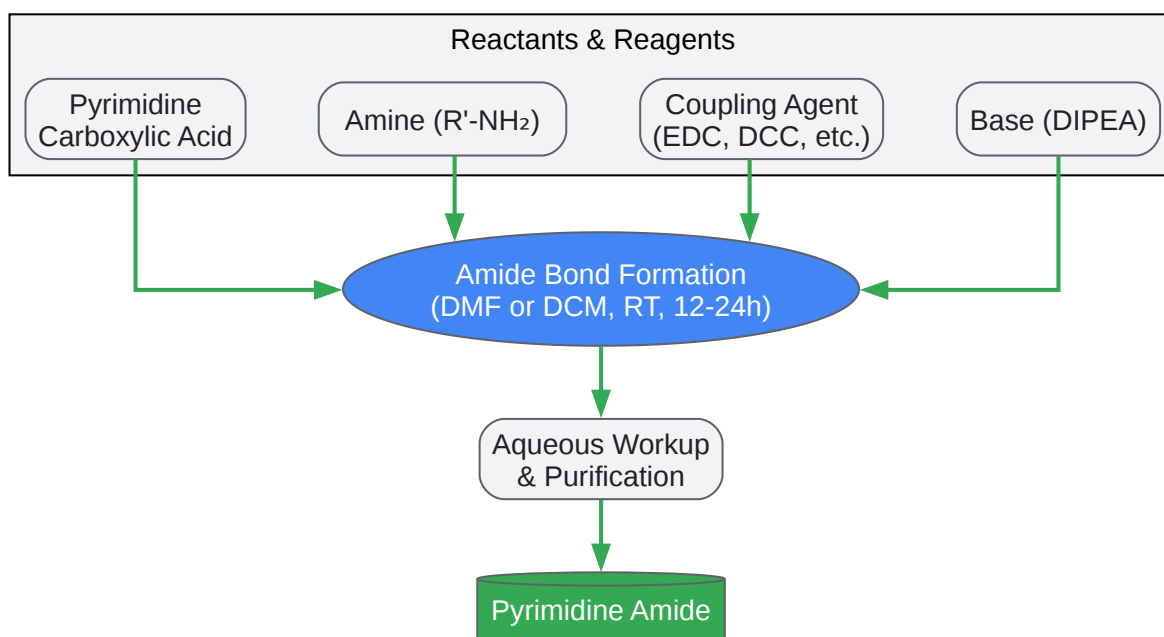 Reactants & Reagents
Pyrimidine
Carboxylic Acid
Amine (R'-NH₂)
Coupling Agent
(EDC, DCC, etc.)
Base (DIPEA)
Amide Bond Formation
(DMF or DCM, RT, 12-24h)
Aqueous Workup
& Purification
Pyrimidine Amide